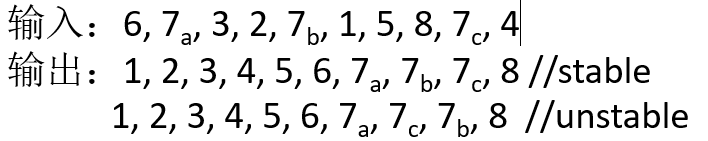 输入：6, 7a, 3, 2, 7b, 1, 5, 8, 7c, 4
输出：1, 2, 3, 4, 5, 6, 7a, 7b, 7c, 8 //stable
1, 2, 3, 4, 5, 6, 7a, 7c, 7b, 8 //unstable